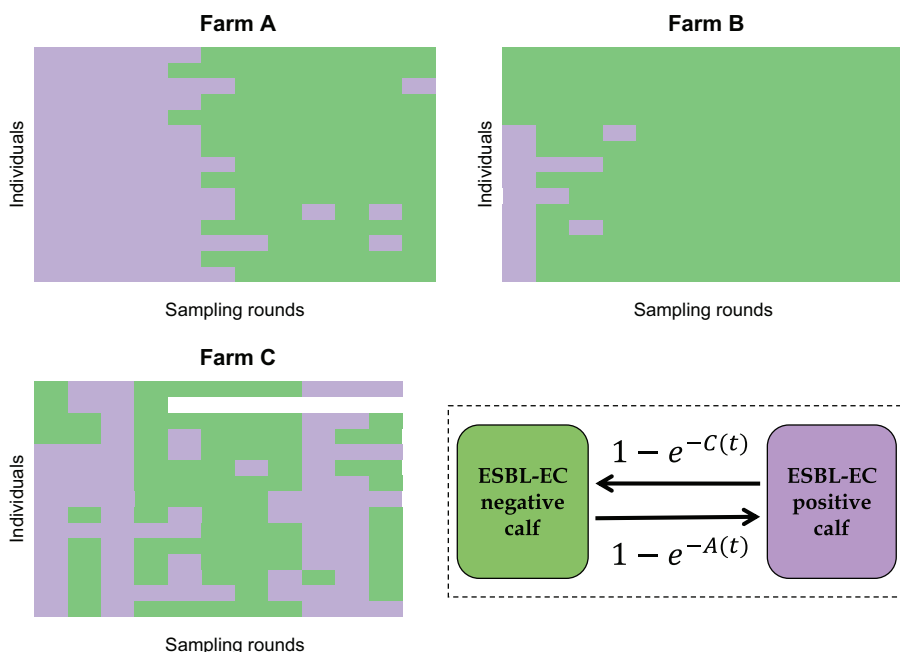 Farm A
Farm B
Individuals
Individuals
Sampling rounds
Sampling rounds
Farm C
Individuals
Sampling rounds
ESBL-EC
negative
calf
1 − e^{−C(t)}
1 − e^{−A(t)}
ESBL-EC
positive
calf